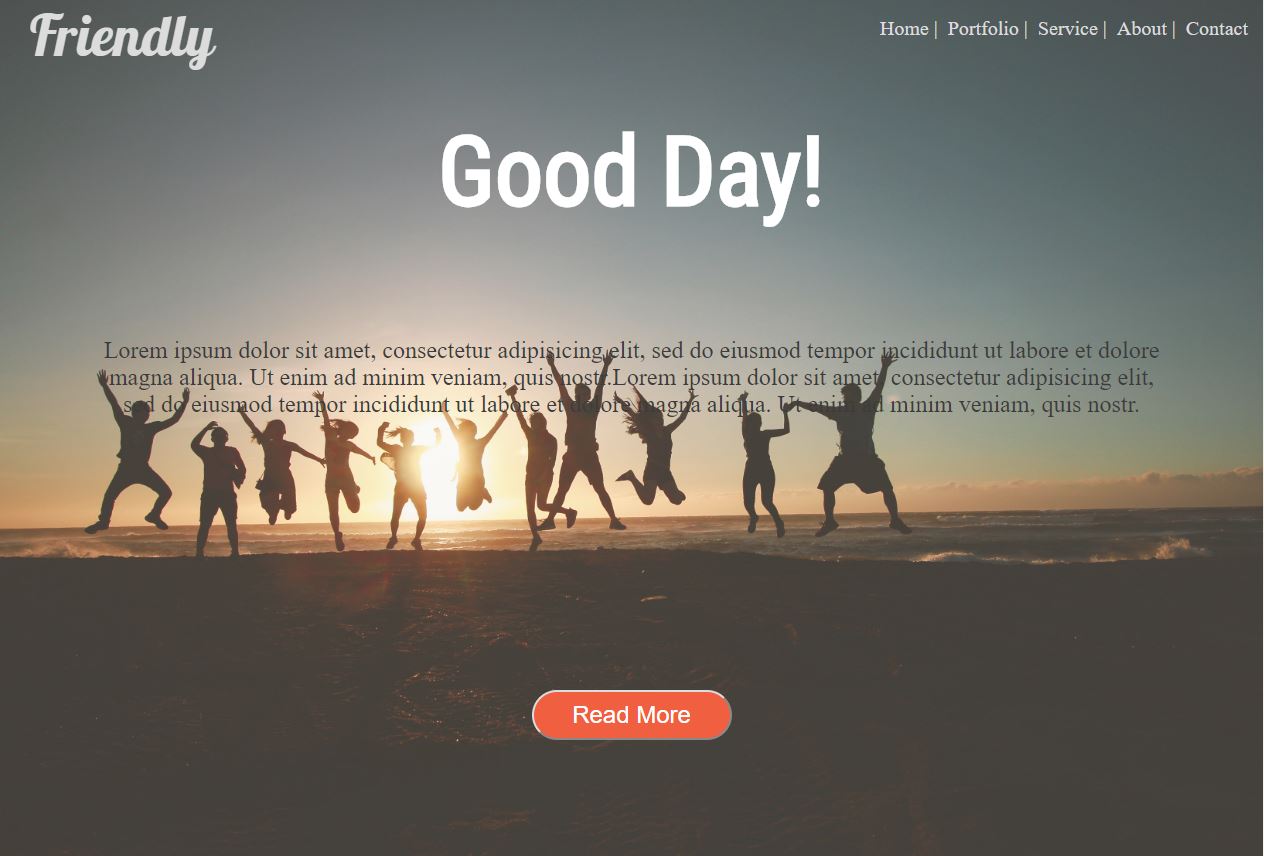 Friendly
Home | Portfolio | Service | About | Contact
Good Day!
Lorem ipsum dolor sit amet, consectetur adipisicing elit, sed do eiusmod tempor incididunt ut labore et dolore
magna aliqua. Ut enim ad minim veniam, quis nostr.Lorem ipsum dolor sit amet, consectetur adipisicing elit,
sed do eiusmod tempor incididunt ut labore et dolore magna aliqua. Ut enim ad minim veniam, quis nostr.
Read More